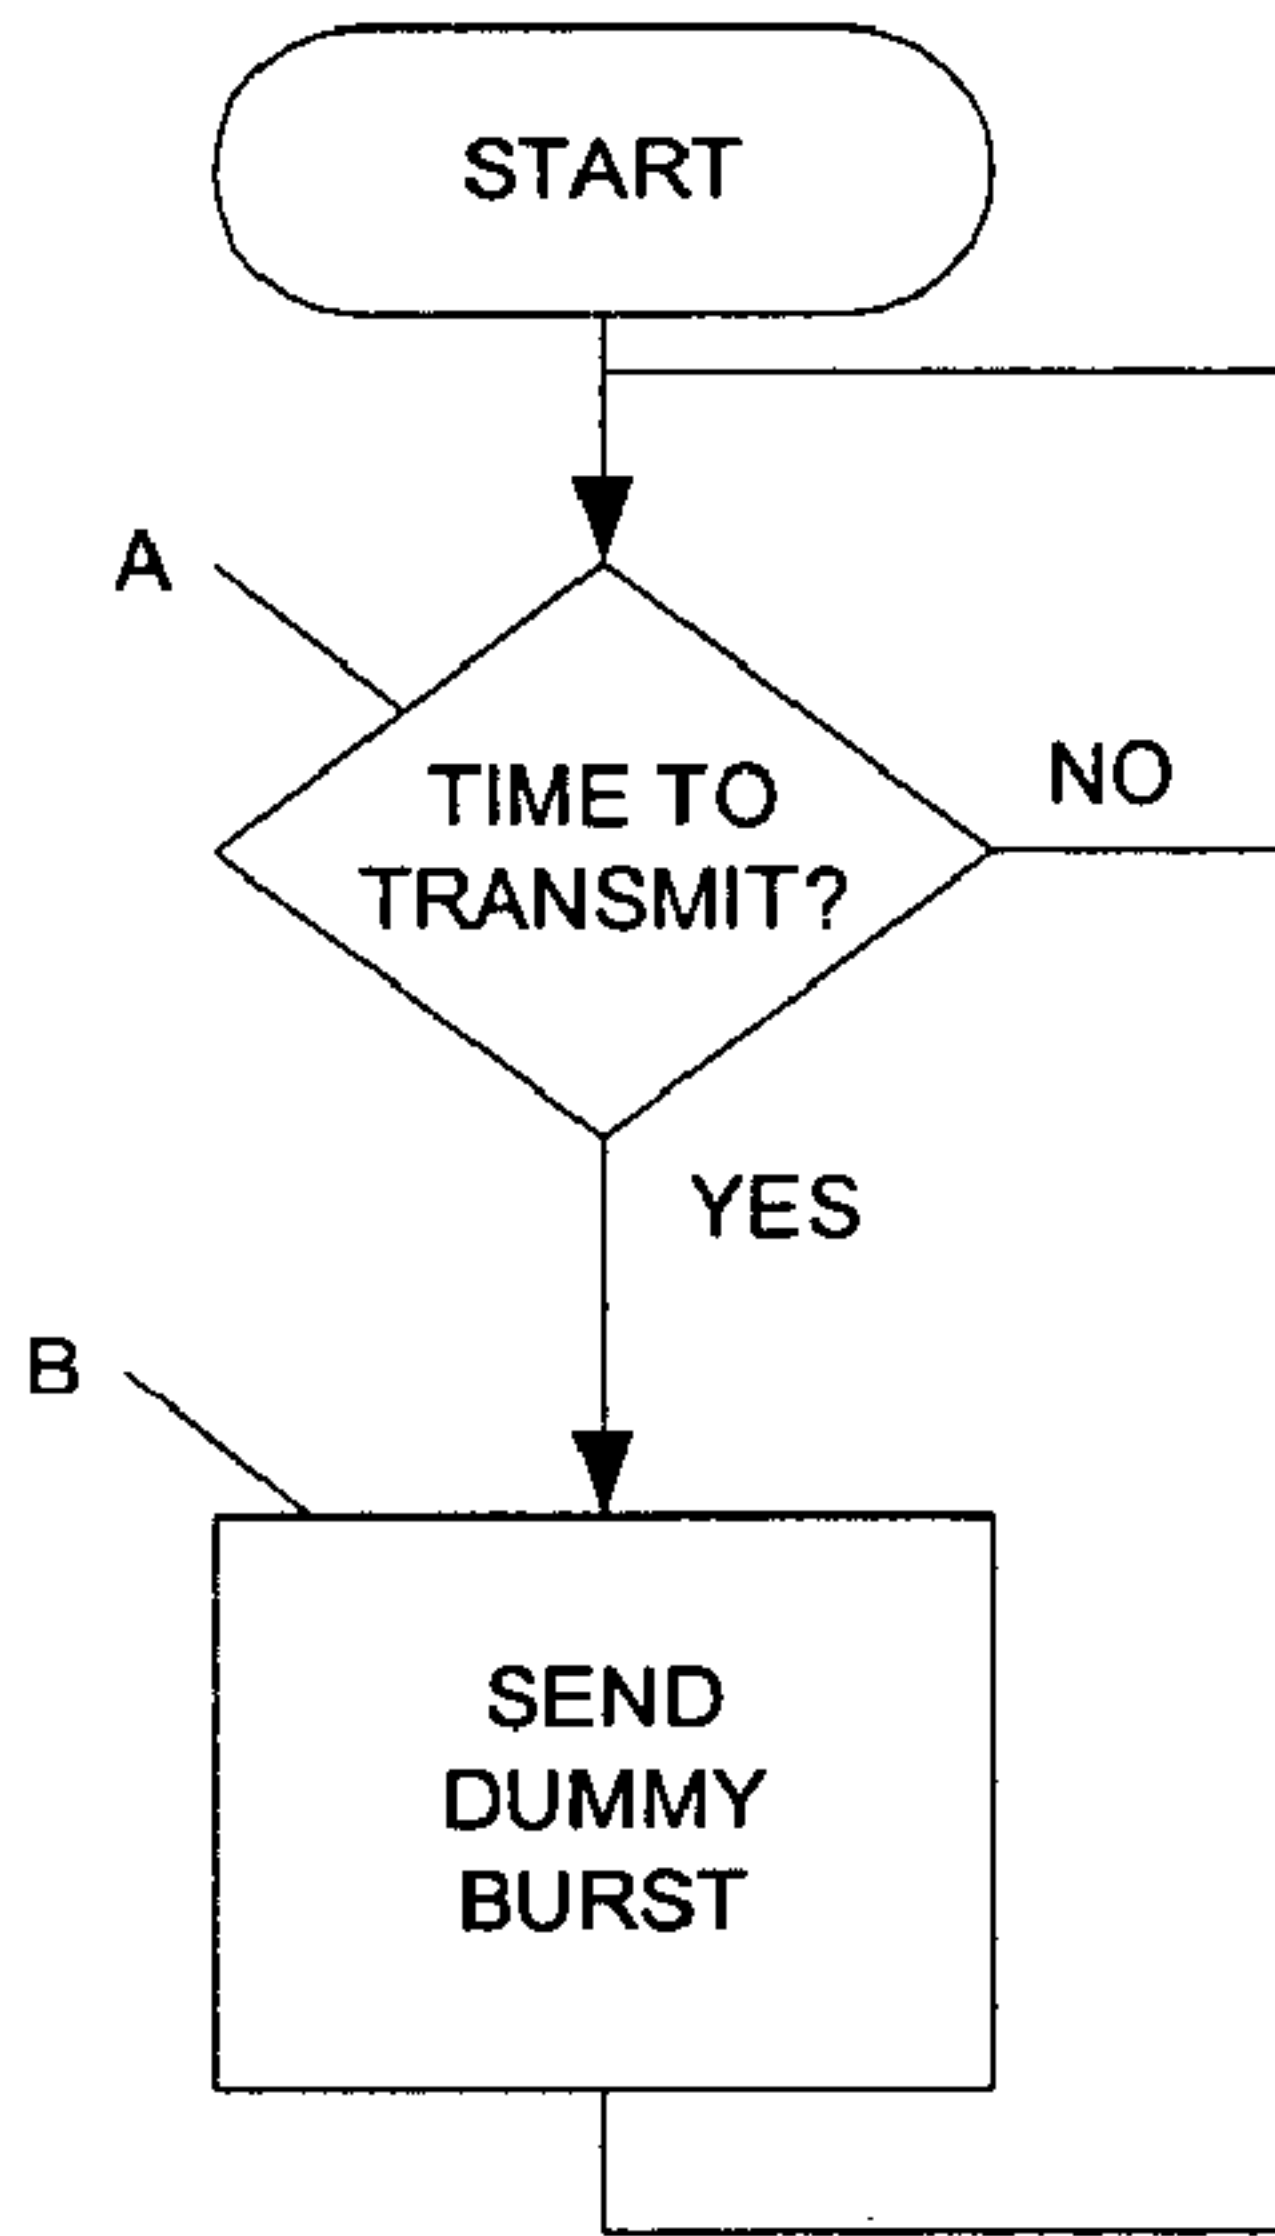 START
A
TIME TO
TRANSMIT?
NO
YES
B
SEND
DUMMY
BURST